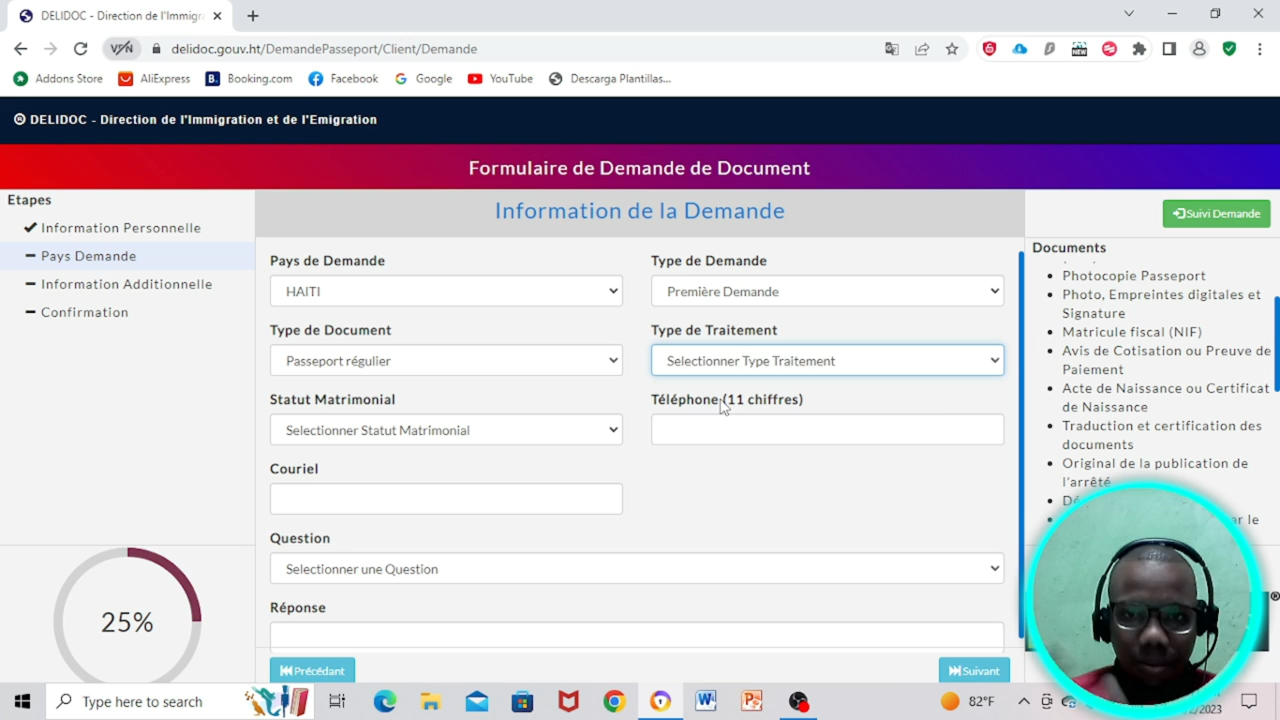 DELIDOC - Direction de l'Immigra
delidoc.gouv.ht/DemandePasseport/Client/Demande
Addons Store
AliExpress
Booking.com
Facebook
Google
YouTube
Descarga Plantillas...
® DELIDOC - Direction de l'Immigration et de l'Emigration
Formulaire de Demande de Document
Etapes
Information Personnelle
Pays Demande
Information Additionnelle
Confirmation
25%
Information de la Demande
Pays de Demande
Type de Demande
HAITI
Première Demande
Type de Document
Type de Traitement
Passeport régulier
Selectionner Type Traitement
Statut Matrimonial
Téléphone (11 chiffres)
Selectionner Statut Matrimonial
Couriel
Question
Selectionner une Question
Réponse
Précédant
Suivant
Suivi Demande
Documents
Photocopie Passeport
Photo, Empreintes digitales et
Signature
Matricule fiscal (NIF)
Avis de Cotisation ou Preuve de
Paiement
Acte de Naissance ou Certificat
de Naissance
Traduction et certification des
documents
Original de la publication de
l'arrêté
ar le
®
Type here to search
82°F
/2023